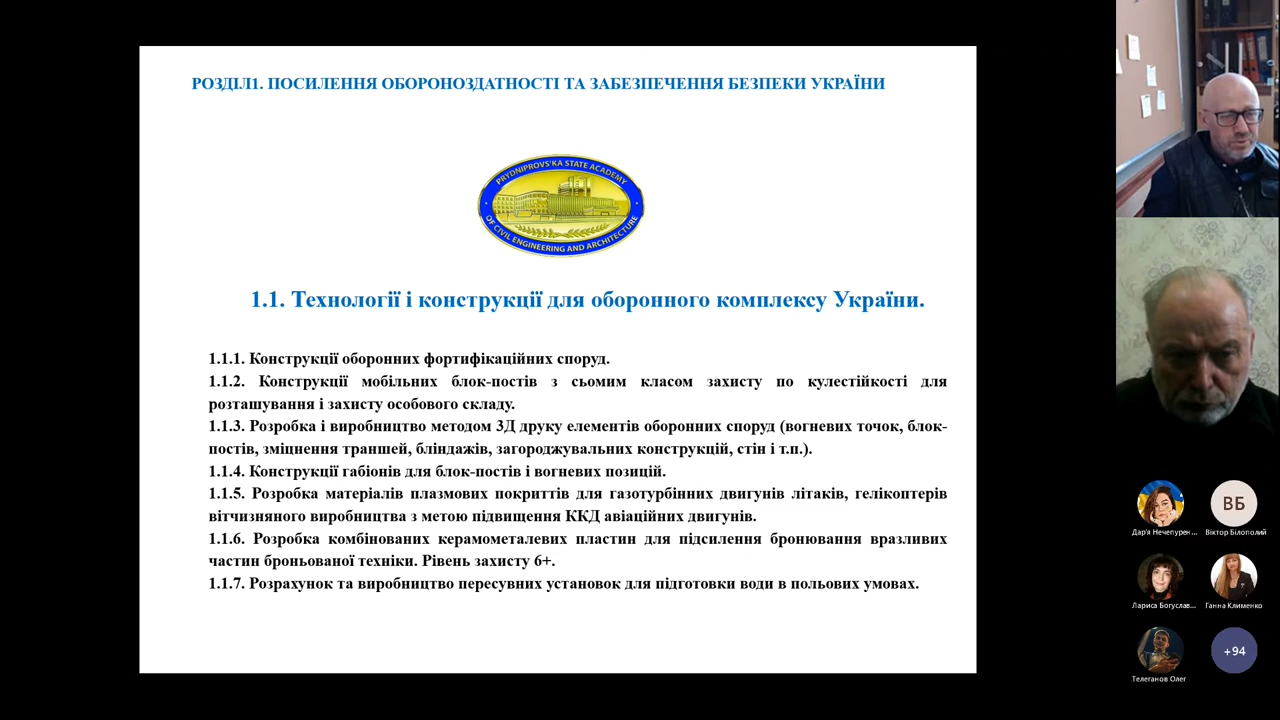 РОЗДІЛ1. ПОСИЛЕННЯ ОБОРОНОЗДАТНОСТІ ТА ЗАБЕЗПЕЧЕННЯ БЕЗПЕКИ УКРАЇНИ
PRYDNIPROVS'KA STATE ACADEMY
OF CIVIL ENGINEERING AND ARCHITECTURE
1.1. Технології і конструкції для оборонного комплексу України.
1.1.1. Конструкції оборонних фортифікаційних споруд.
1.1.2. Конструкції мобільних блок-постів з сьомим класом захисту по кулестійкості для
розташування і захисту особового складу.
1.1.3. Розробка і виробництво методом 3Д друку елементів оборонних споруд (вогневих точок, блок-
постів, зміцнення траншей, бліндажів, загороджувальних конструкцій, стін і т.п.).
1.1.4. Конструкції габіонів для блок-постів і вогневих позицій.
1.1.5. Розробка матеріалів плазмових покриттів для газотурбінних двигунів літаків, гелікоптерів
вітчизняного виробництва з метою підвищення ККД авіаційних двигунів.
1.1.6. Розробка комбінованих керамометалевих пластин для підсилення бронювання вразливих
частин броньованої техніки. Рівень захисту 6+.
1.1.7. Розрахунок та виробництво пересувних установок для підготовки води в польових умовах.
ВБ
Дар'я Нечепурен...
Віктор Білополий
Лариса Богуслав...
Ганна Клименко
+94
Телеганов Олег